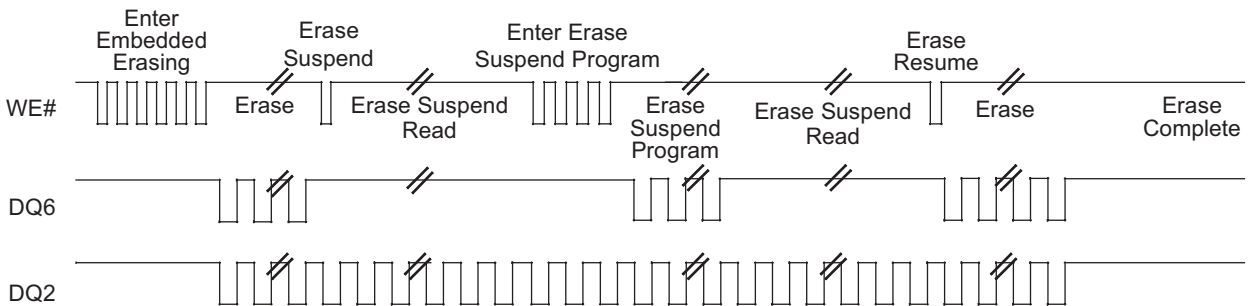 Enter
Embedded
Erasing
Erase
Suspend
Enter Erase
Suspend Program
Erase
Resume
WE#
Erase
Erase Suspend
Read
Erase
Suspend
Program
Erase Suspend
Read
Erase
Erase
Complete
DQ6
DQ2